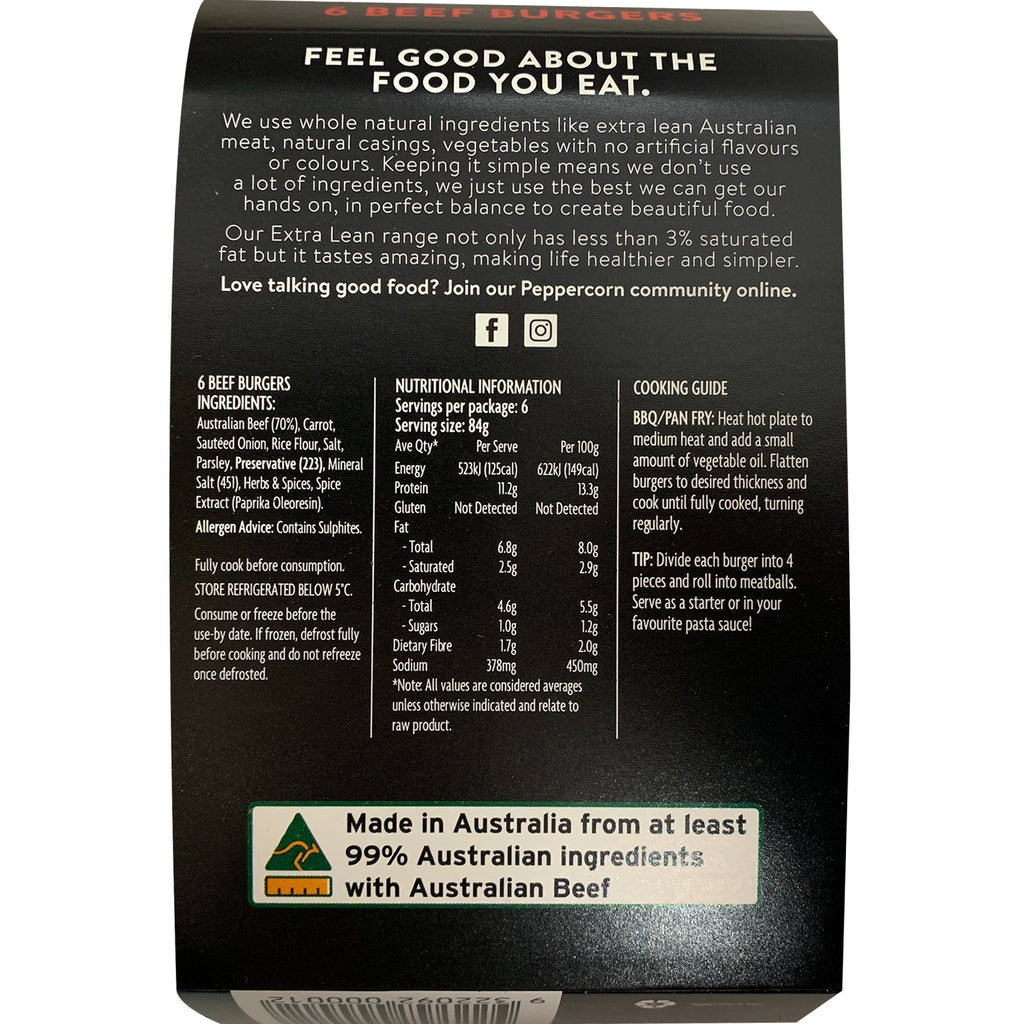 6 BEEF BURGERS
FEEL GOOD ABOUT THE
FOOD YOU EAT.
We use whole natural ingredients like extra lean Australian
meat, natural casings, vegetables with no artificial flavours
or colours. Keeping it simple means we don't use
a lot of ingredients, we just use the best we can get our
hands on, in perfect balance to create beautiful food.
Our Extra Lean range not only has less than 3% saturated
fat but it tastes amazing, making life healthier and simpler.
Love talking good food? Join our Peppercorn community online.
6 BEEF BURGERS
INGREDIENTS:
Australian Beef (70%), Carrot,
Sautéed Onion, Rice Flour, Salt,
Parsley, Preservative (223), Mineral
Salt (451), Herbs & Spices, Spice
Extract (Paprika Oleoresin).
Allergen Advice: Contains Sulphites.
Fully cook before consumption.
STORE REFRIGERATED BELOW 5°C.
Consume or freeze before the
use-by date. If frozen, defrost fully
before cooking and do not refreeze
once defrosted.
NUTRITIONAL INFORMATION
Servings per package: 6
Serving size: 84g
Ave Qty* Per Serve Per 100g
Energy 523kJ (125cal) 622kJ (149cal)
Protein 11.2g 13.3g
Gluten Not Detected Not Detected
Fat
- Total 6.8g 8.0g
- Saturated 2.5g 2.9g
Carbohydrate
- Total 4.6g 5.5g
- Sugars 1.0g 1.2g
Dietary Fibre 1.7g 2.0g
Sodium 378mg 450mg
*Note: All values are considered averages
unless otherwise indicated and relate to
raw product.
COOKING GUIDE
BBQ/PAN FRY: Heat hot plate to
medium heat and add a small
amount of vegetable oil. Flatten
burgers to desired thickness and
cook until fully cooked, turning
regularly.
TIP: Divide each burger into 4
pieces and roll into meatballs.
Serve as a starter or in your
favourite pasta sauce!
Made in Australia from at least
99% Australian ingredients
with Australian Beef
9 322092 000012